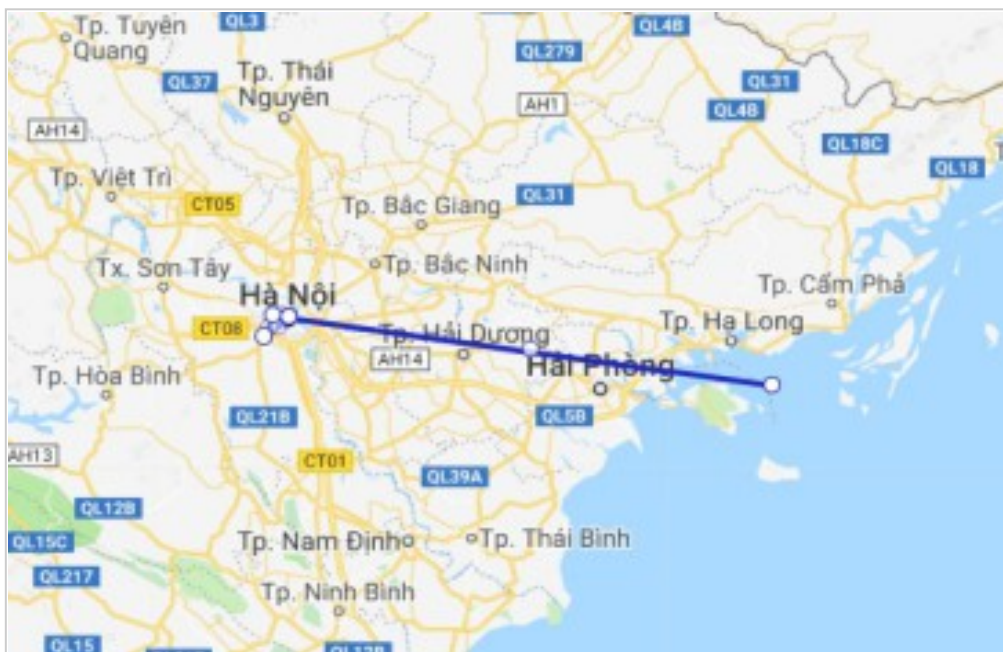 Tp. Tuyên
Quang
QL3
QL4B
QL279
QL31
QL37
Tp. Thái
Nguyên
AH1
QL4B
AH14
QL18C
QL18
Tp. Việt Trì
CT05
QL31
Tp. Bắc Giang
Tx. Sơn Tây
Tp. Bắc Ninh
Tp. Cẩm Phả
Hà Nội
CT08
Tp. Hải Dương
Tp. Hạ Long
AH14
Hải Phòng
Tp. Hòa Bình
QL21B
QL5B
AH13
CT01
QL39A
QL12B
QL15C
Tp. Nam Định
Tp. Thái Bình
QL217
Tp. Ninh Bình
QL15
QL12B